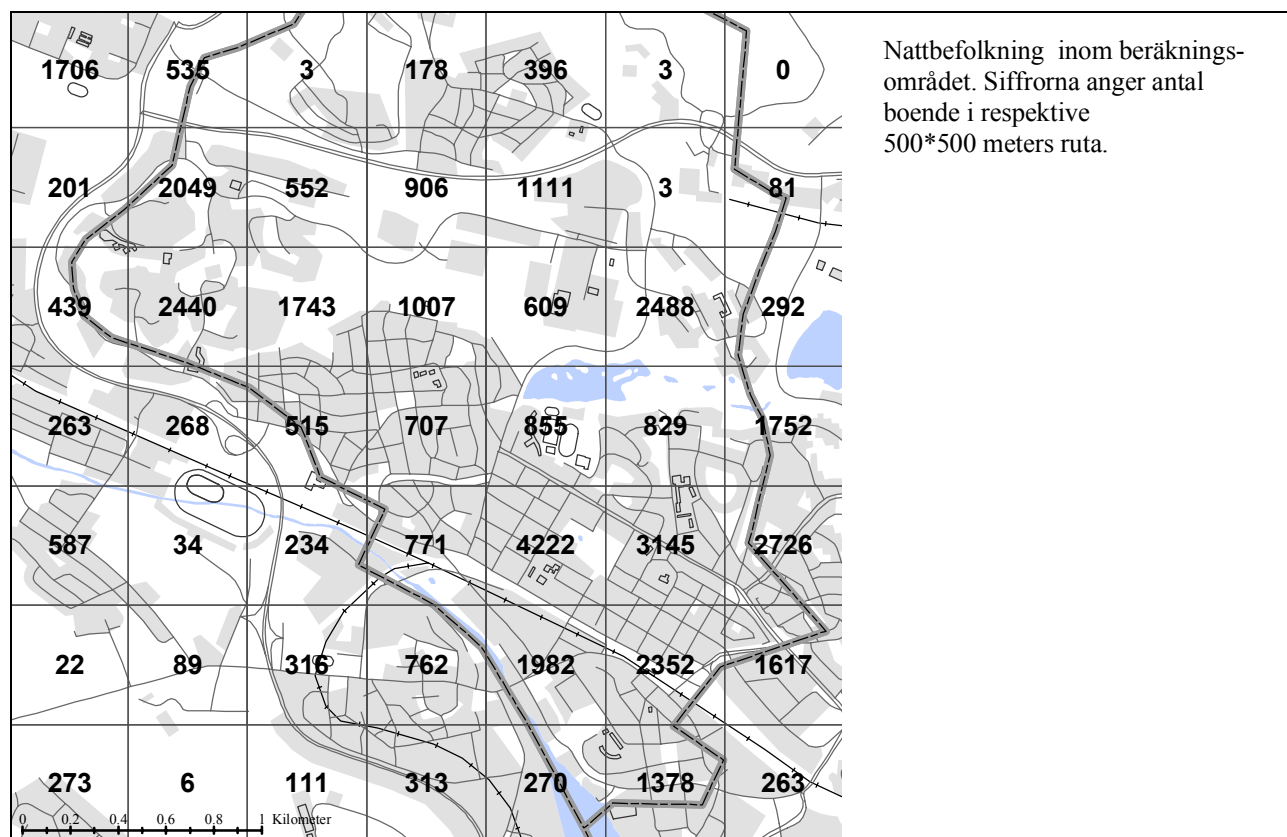 1706 535 3 178 396 3 0
201 2049 552 906 1111 3 81
439 2440 1743 1007 609 2488 292
263 268 515 707 855 829 1752
587 34 234 771 4222 3145 2726
22 89 316 762 1982 2352 1617
273 6 111 313 270 1378 263
0 0.2 0.4 0.6 0.8 1 Kilometer
Nattbefolkning inom beräknings-
området. Siffrorna anger antal
boende i respektive
500*500 meters ruta.